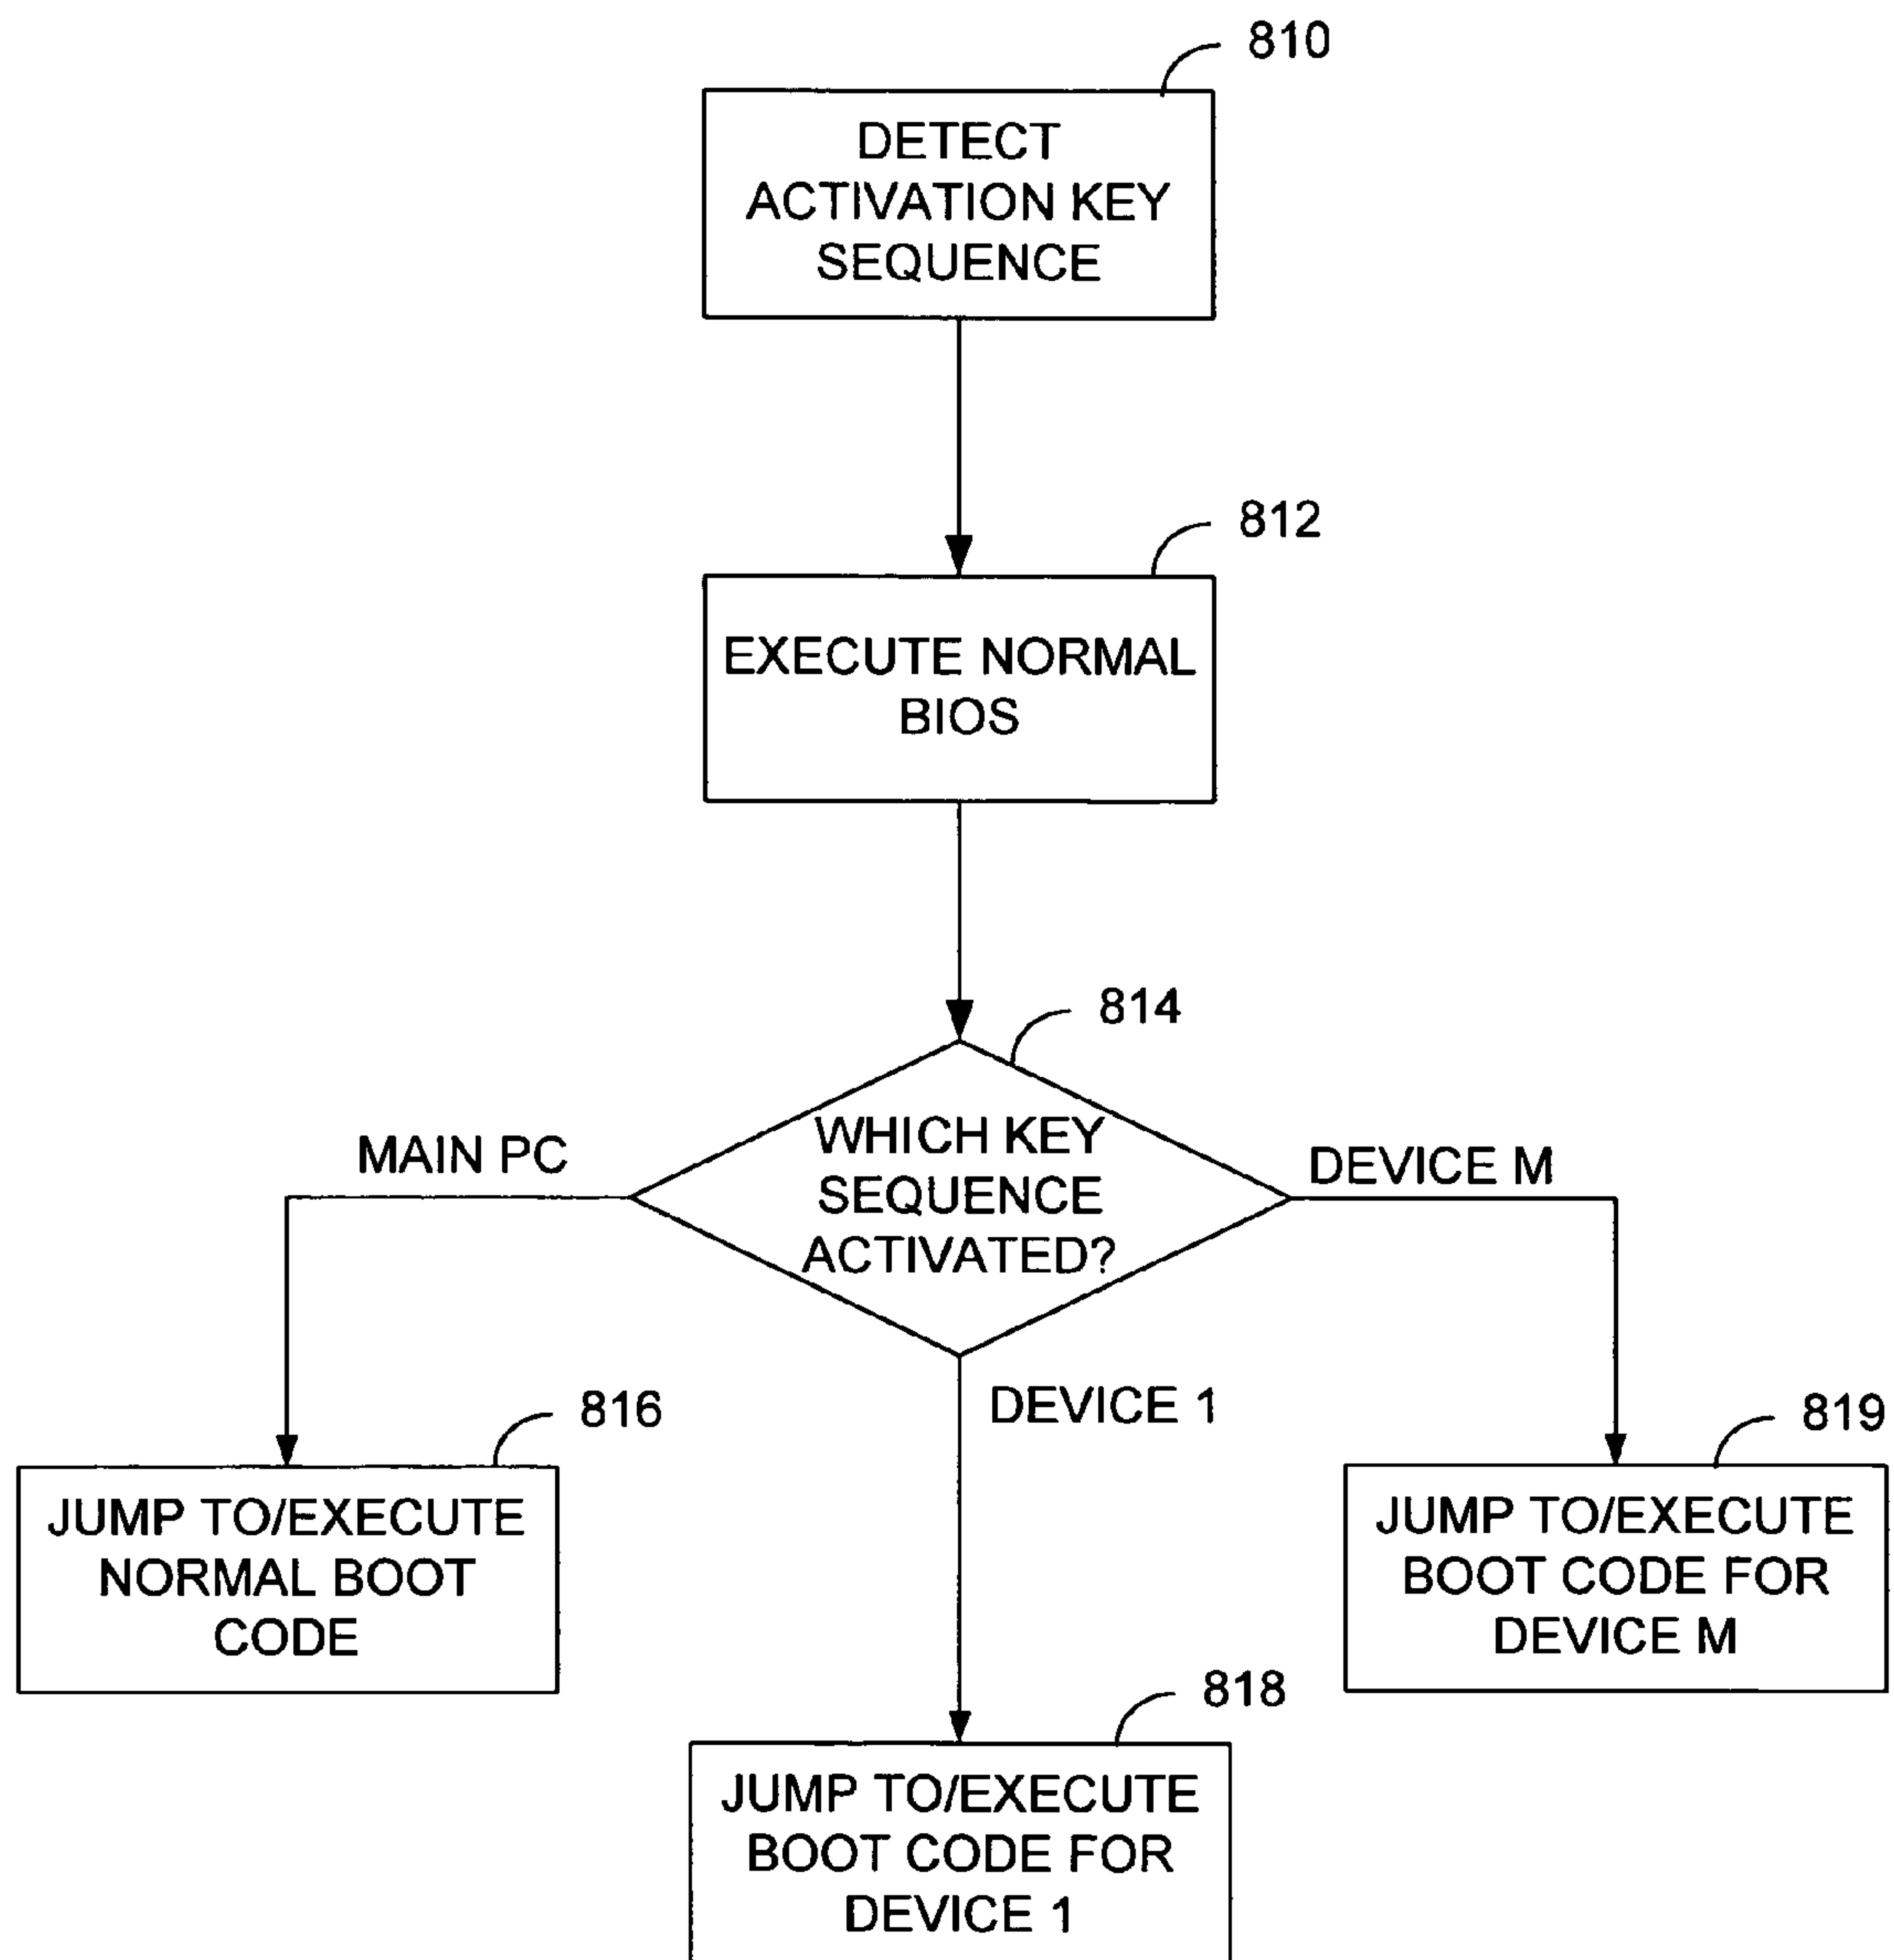 810
DETECT
ACTIVATION KEY
SEQUENCE
812
EXECUTE NORMAL
BIOS
814
WHICH KEY
SEQUENCE
ACTIVATED?
MAIN PC
DEVICE M
DEVICE 1
816
JUMP TO/EXECUTE
NORMAL BOOT
CODE
819
JUMP TO/EXECUTE
BOOT CODE FOR
DEVICE M
818
JUMP TO/EXECUTE
BOOT CODE FOR
DEVICE 1